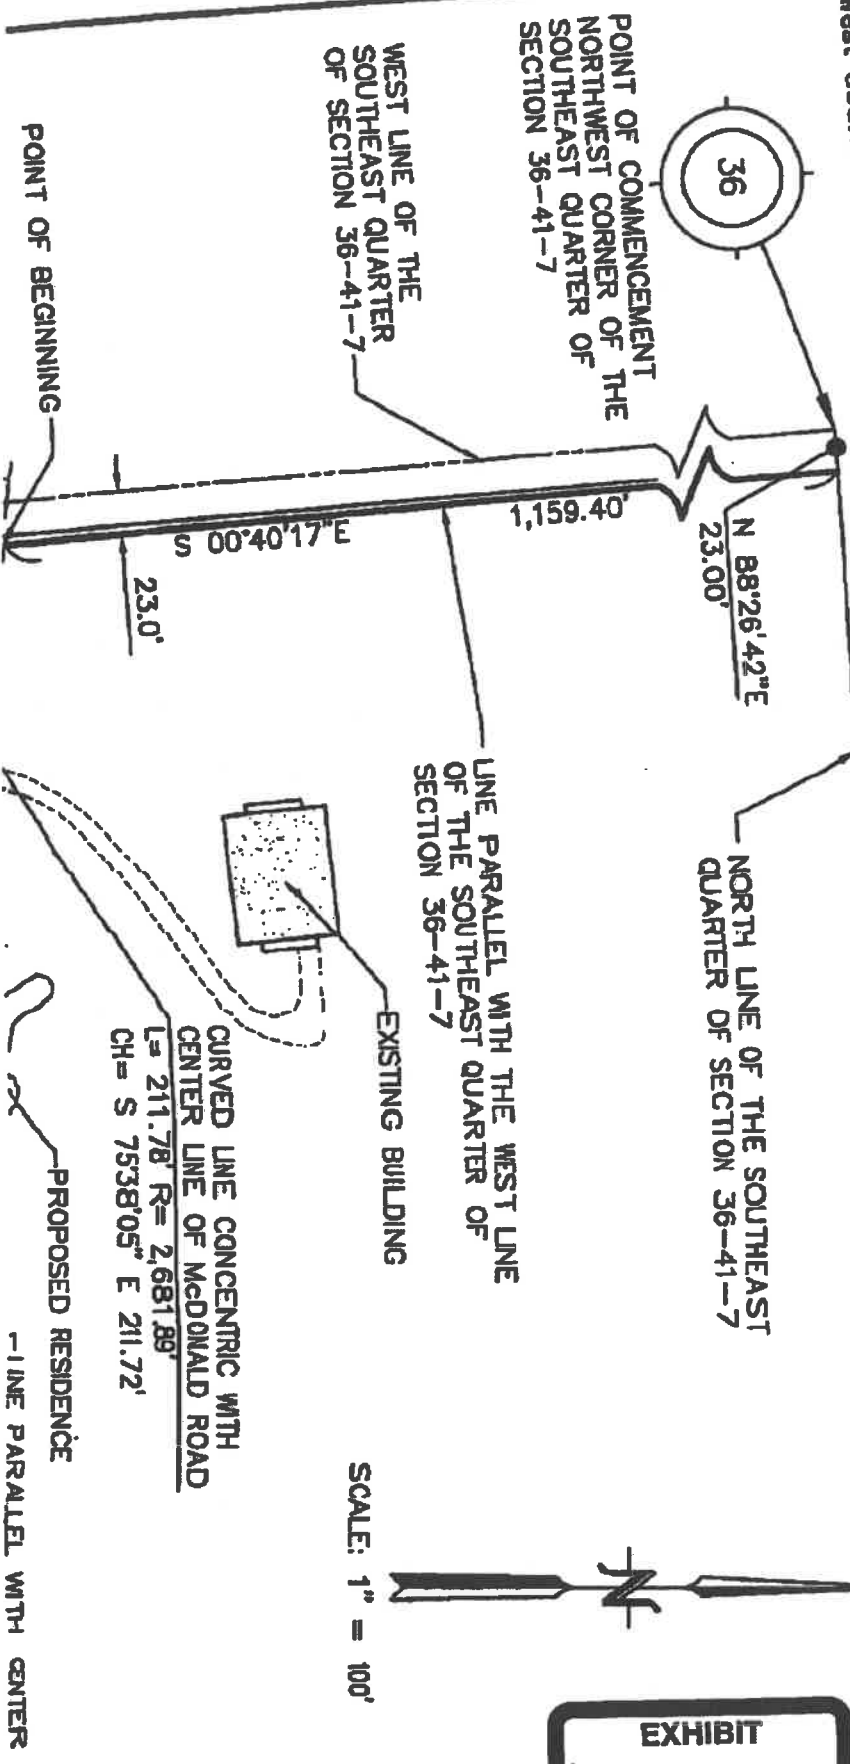 36
POINT OF COMMENCEMENT
NORTHWEST CORNER OF THE
SOUTHEAST QUARTER OF
SECTION 36-41-7
N 88°26'42"E
23.00'
NORTH LINE OF THE SOUTHEAST
QUARTER OF SECTION 36-41-7
WEST LINE OF THE
SOUTHEAST QUARTER
OF SECTION 36-41-7
1,159.40'
S 00°40'17"E
LINE PARALLEL WITH THE WEST LINE
OF THE SOUTHEAST QUARTER OF
SECTION 36-41-7
POINT OF BEGINNING
23.0'
EXISTING BUILDING
CURVED LINE CONCENTRIC WITH
CENTER LINE OF McDONALD ROAD
L= 211.78' R= 2,681.89'
CH= S 75°38'05" E 211.72'
PROPOSED RESIDENCE
LINE PARALLEL WITH CENTER
SCALE: 1" = 100'
N
EXHIBIT